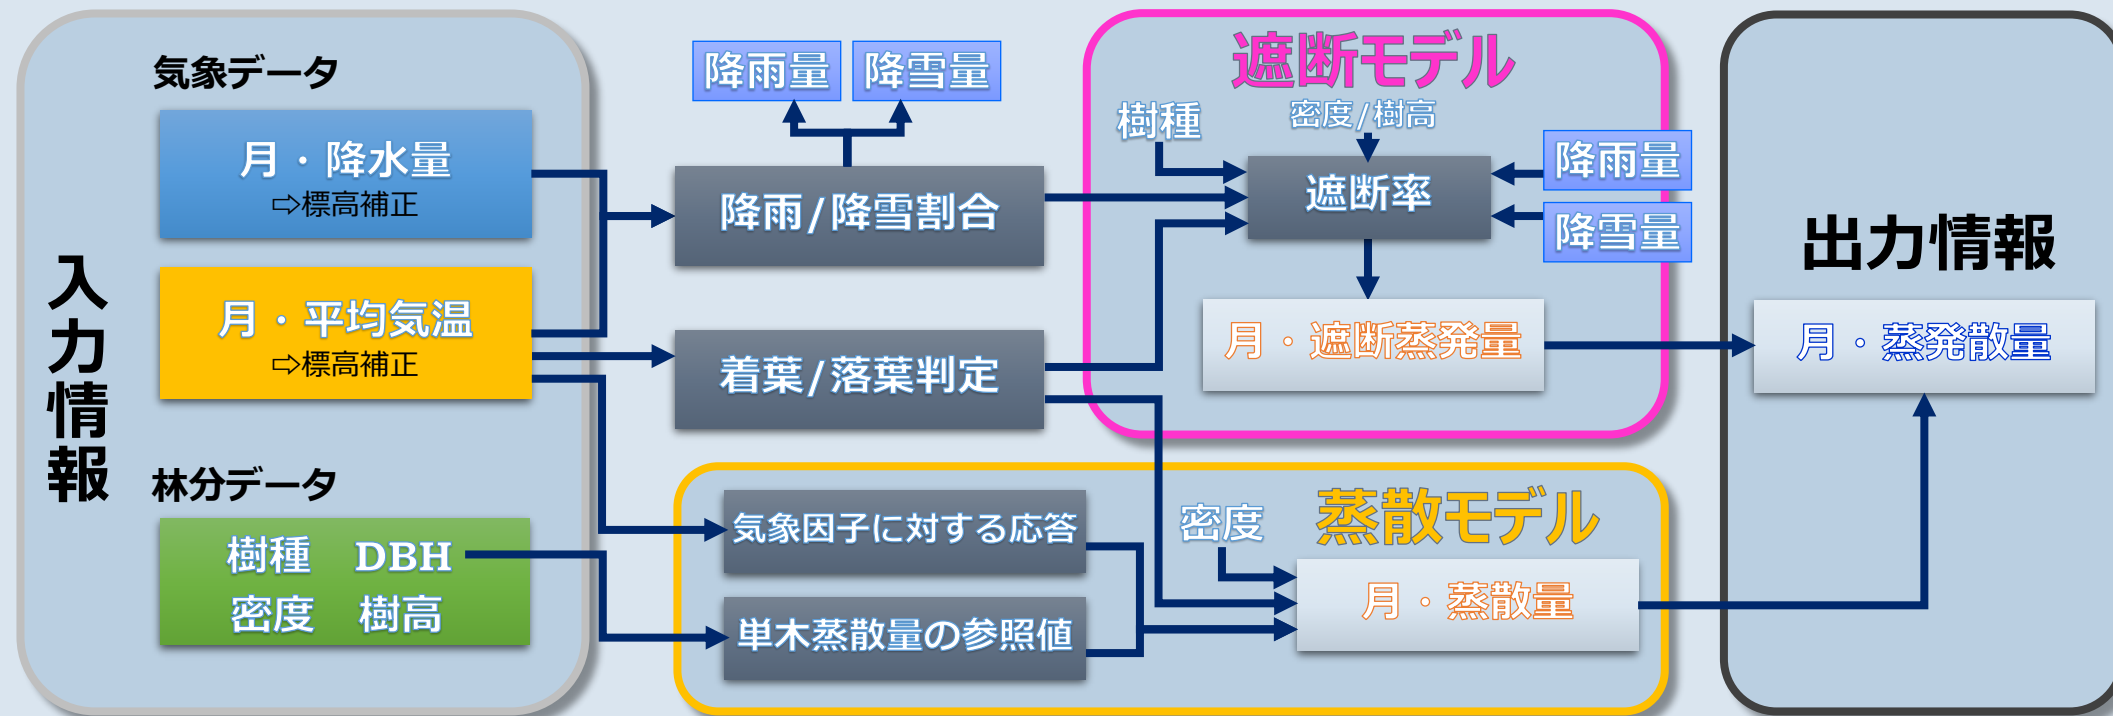 入力情報
気象データ
月・降水量
⇨標高補正
月・平均気温
⇨標高補正
林分データ
樹種 DBH
密度 樹高
降雨量 降雪量
降雨/降雪割合
着葉/落葉判定
遮断モデル
樹種
密度/樹高
遮断率
降雨量
降雪量
月・遮断蒸発量
蒸散モデル
気象因子に対する応答
単木蒸散量の参照値
密度
月・蒸散量
出力情報
月・蒸発散量